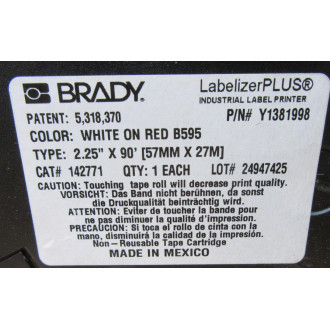 BRADY. LabelizerPLUS®
INDUSTRIAL LABEL PRINTER
PATENT: 5,318,370 P/N# Y1381998
COLOR: WHITE ON RED B595
TYPE: 2.25" X 90' [57MM X 27M]
CAT# 142771 QTY: 1 EACH LOT# 24947425
CAUTION: Touching tape roll will decrease print quality.
VORSICHT: Das Band nicht berühren, da sonst
die Druckqualität beinträchtig wird.
ATTENTION: Eviter de toucher la bande pour
ne pas diminuer la qualité d'impression.
PRECAUCION: Si toca el rollo de cinta con la
mano, disminuirá la calidad de impresión.
Non-Reusable Tape Cartridge
MADE IN MEXICO